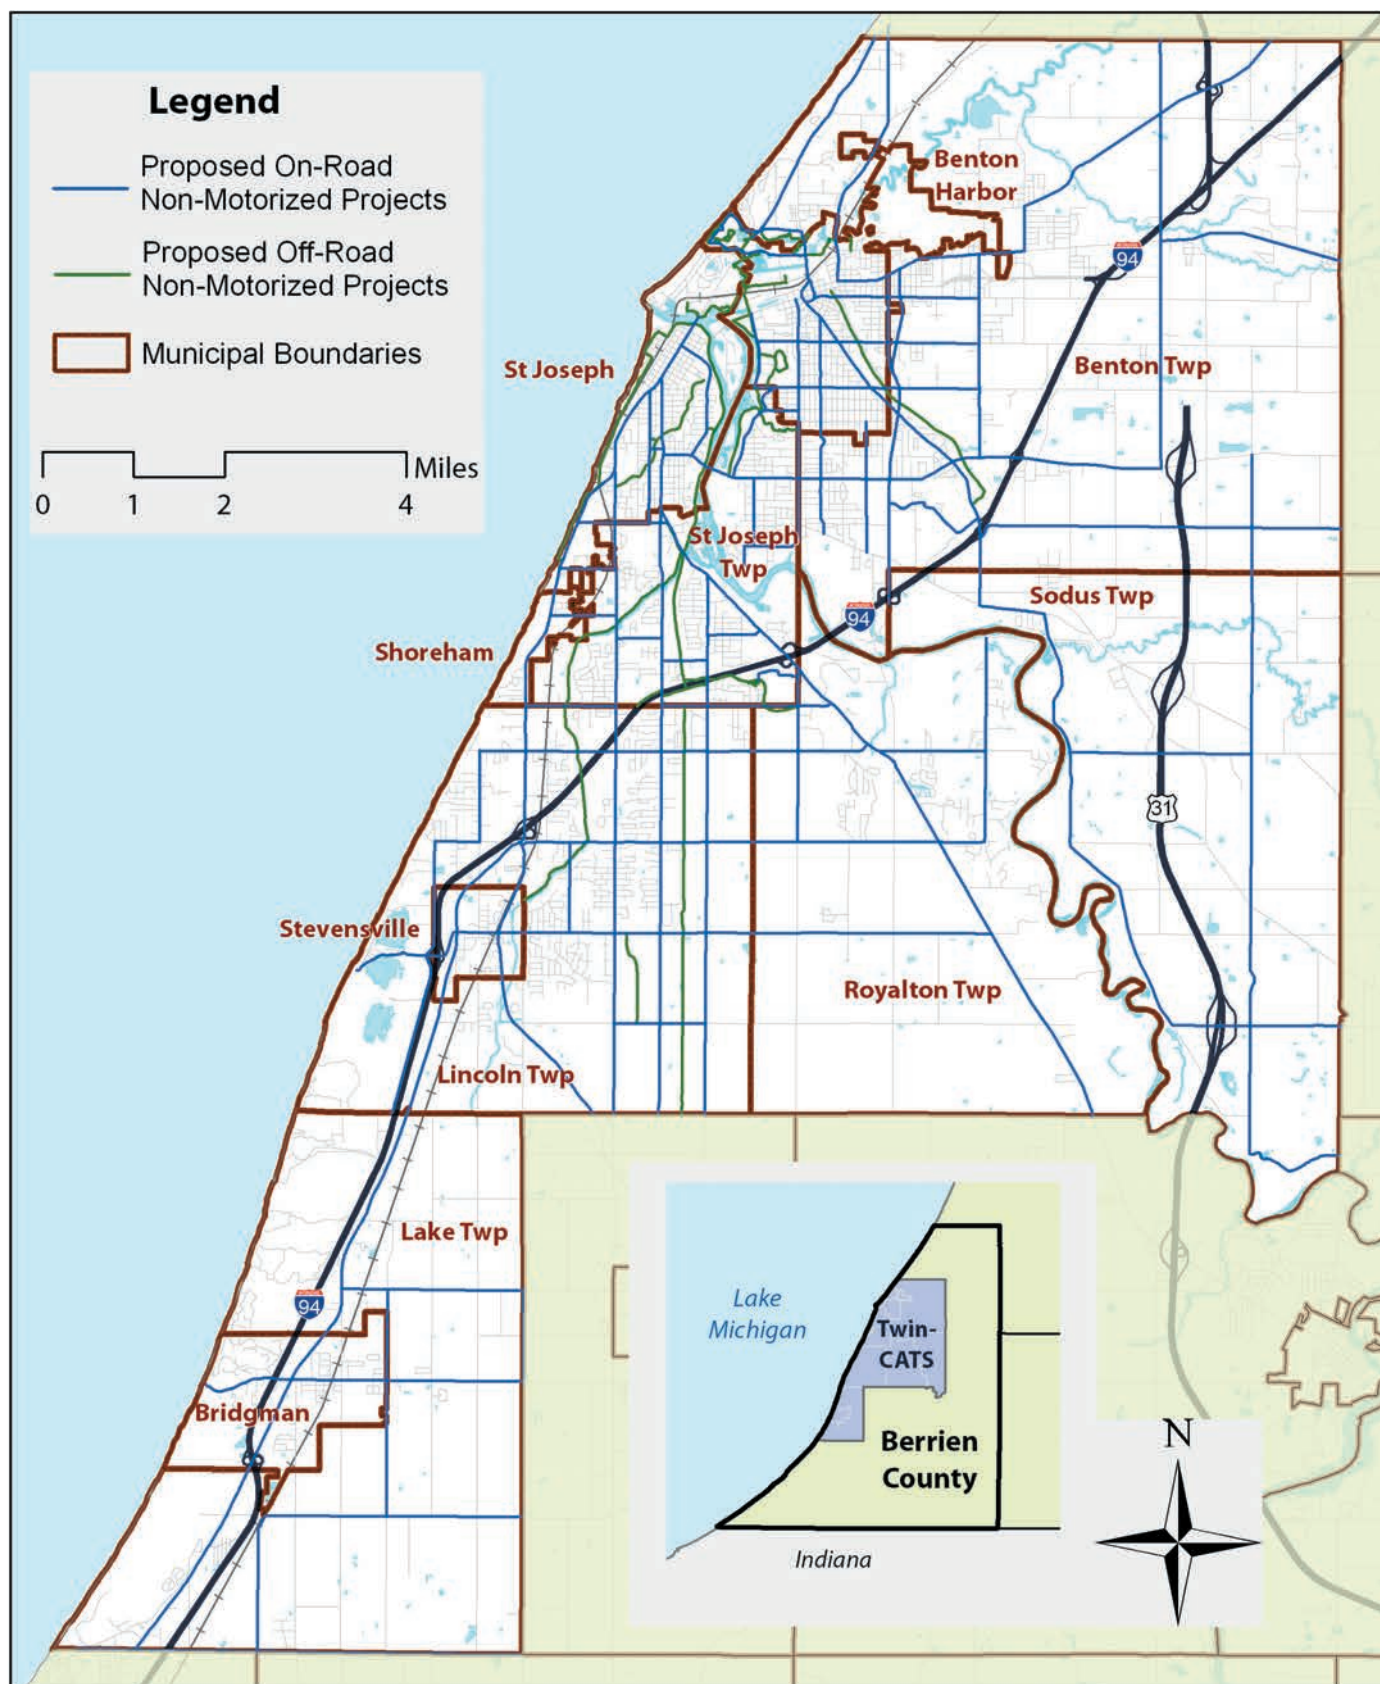 Legend
Proposed On-Road
Non-Motorized Projects
Proposed Off-Road
Non-Motorized Projects
Municipal Boundaries
Miles
0 1 2 4
Benton
Harbor
94
St Joseph
Benton Twp
St Joseph
Twp
Sodus Twp
94
Shoreham
31
Stevensville
Royalton Twp
Lincoln Twp
Lake Twp
94
Bridgman
Lake
Michigan
Twin-
CATS
Berrien
County
Indiana
N